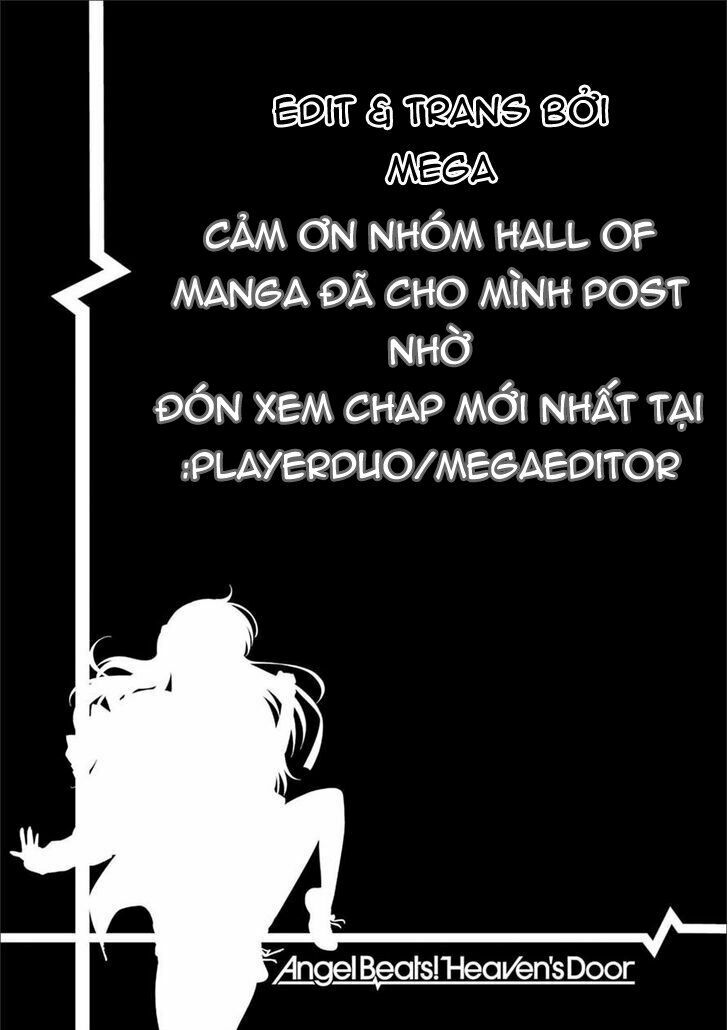 EDIT & TRANS BỞI
MEGA
CẢM ƠN NHÓM HALL OF
MANGA ĐÃ CHO MÌNH POST
NHỜ
ĐÓN XEM CHAP MỚI NHẤT TẠI
:PLAYERDUO/MEGAEDITOR
Angel Beats! Heaven's Door